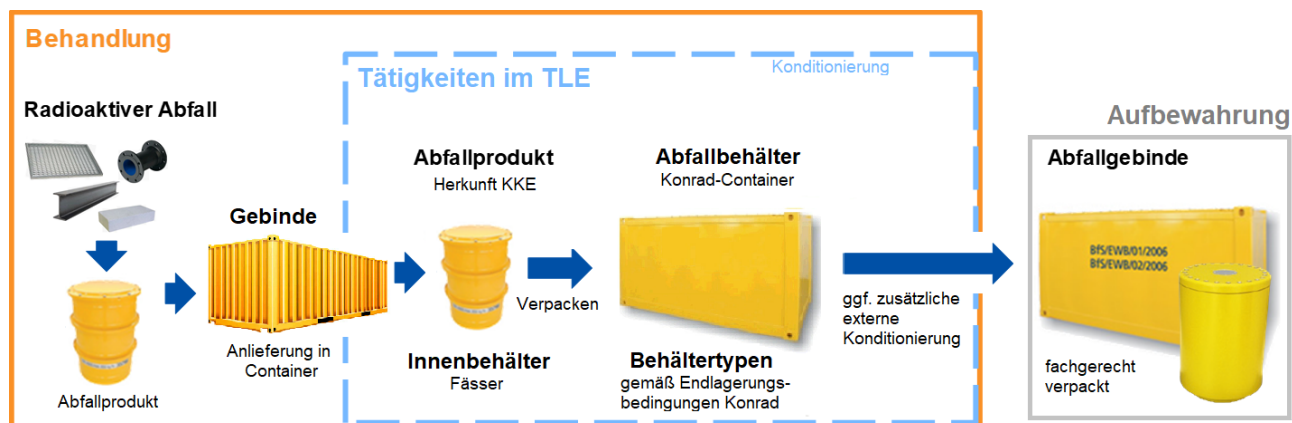 Behandlung
Tätigkeiten im TLE
Konditionierung
Radioaktiver Abfall
Abfallprodukt
Gebinde
Anlieferung in
Container
Abfallprodukt
Herkunft KKE
Innenbehälter
Fässer
Verpacken
Abfallbehälter
Konrad-Container
Behältertypen
gemäß Endlagerungs-
bedingungen Konrad
ggf. zusätzliche
externe
Konditionierung
Aufbewahrung
Abfallgebinde
BfS/EWB/01/2006
BfS/EWB/02/2006
fachgerecht
verpackt